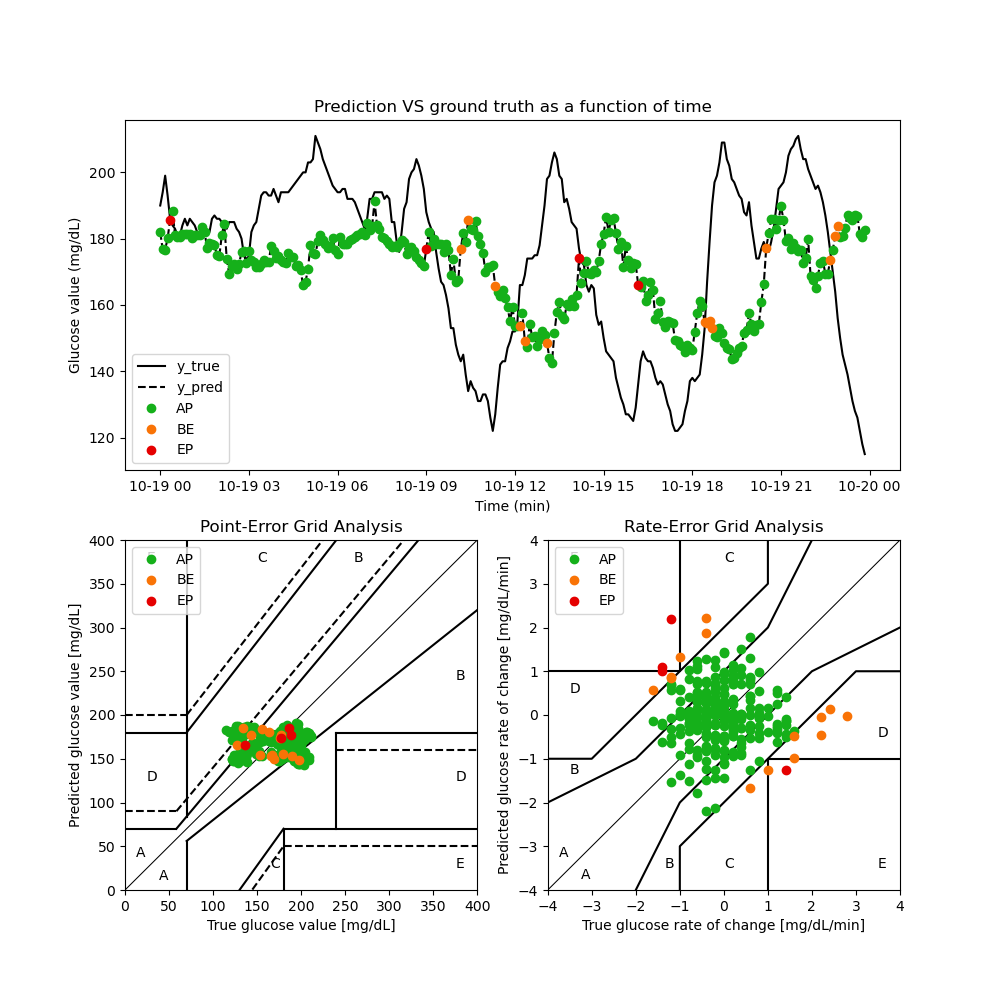 Prediction VS ground truth as a function of time
Glucose value (mg/dL)
200
180
160
140
120
y_true
y_pred
AP
BE
EP
10-19 00 10-19 03 10-19 06 10-19 09 10-19 12 10-19 15 10-19 18 10-19 21 10-20 00
Time (min)
Point-Error Grid Analysis
Predicted glucose value [mg/dL]
400
350
300
250
200
150
100
50
0
AP
BE
EP
C
B
B
D
D
A
A
C
E
0 50 100 150 200 250 300 350 400
True glucose value [mg/dL]
Rate-Error Grid Analysis
Predicted glucose rate of change [mg/dL/min]
4
3
2
1
0
−1
−2
−3
−4
AP
BE
EP
C
D
D
B
A
A
B
C
E
−4 −3 −2 −1 0 1 2 3 4
True glucose rate of change [mg/dL/min]